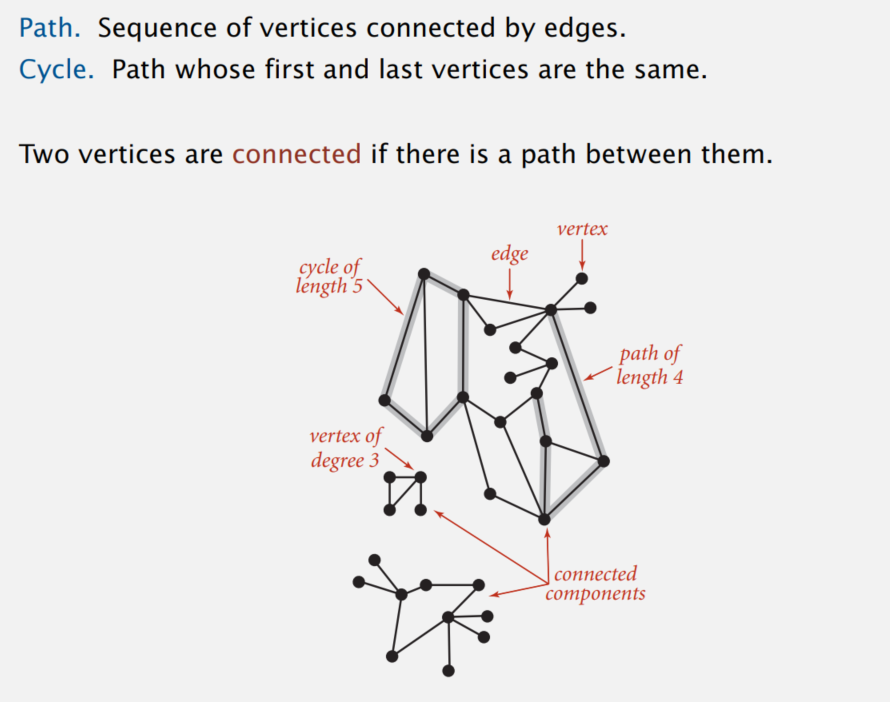 Path. Sequence of vertices connected by edges.
Cycle. Path whose first and last vertices are the same.
Two vertices are connected if there is a path between them.
vertex
edge
cycle of
length 5
path of
length 4
vertex of
degree 3
connected
components